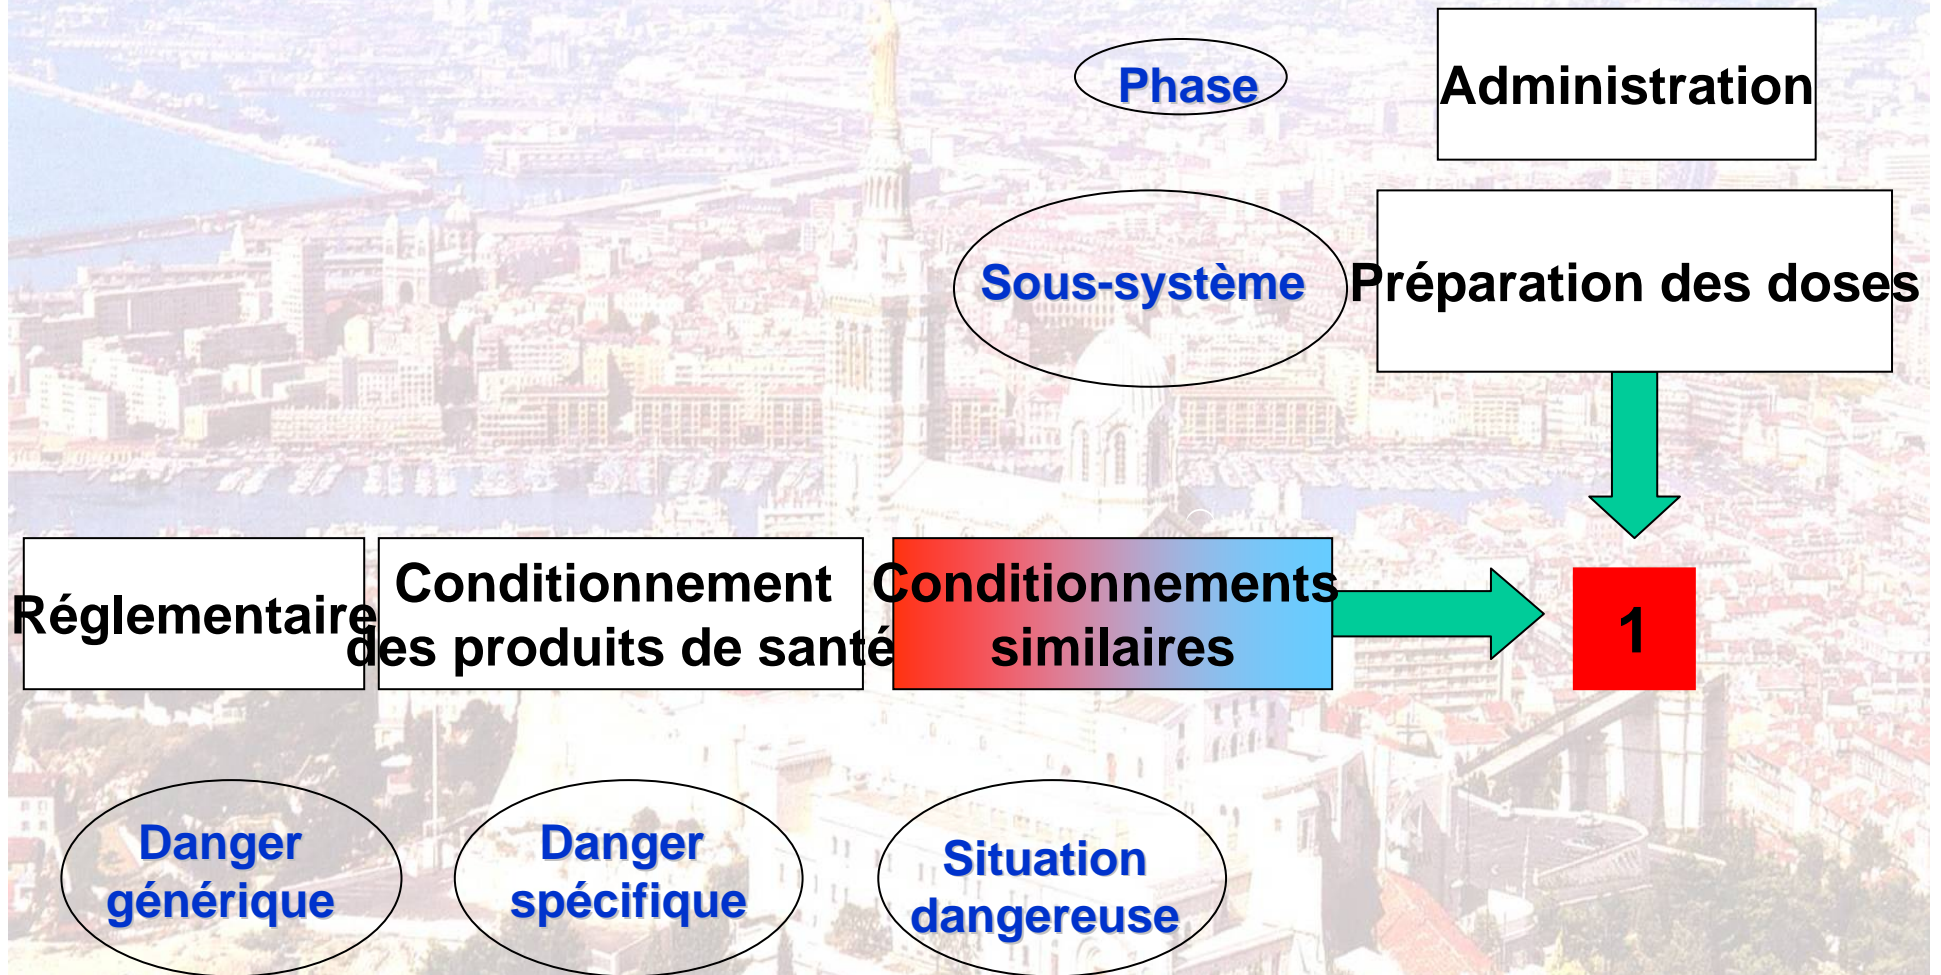 Phase
Administration
Sous-système
Préparation des doses
Réglementaire
Conditionnement
des produits de santé
Conditionnements
similaires
1
Danger
générique
Danger
spécifique
Situation
dangereuse